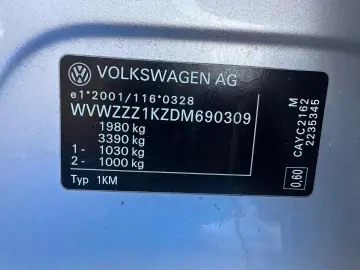 VOLKSWAGEN AG
e1*2001/116*0328
WVWZZZ1KZDM690309
1980 kg
3390 kg
1- 1030 kg
2- 1000 kg
Typ 1KM
M
CAYC2162
2235345
0,60